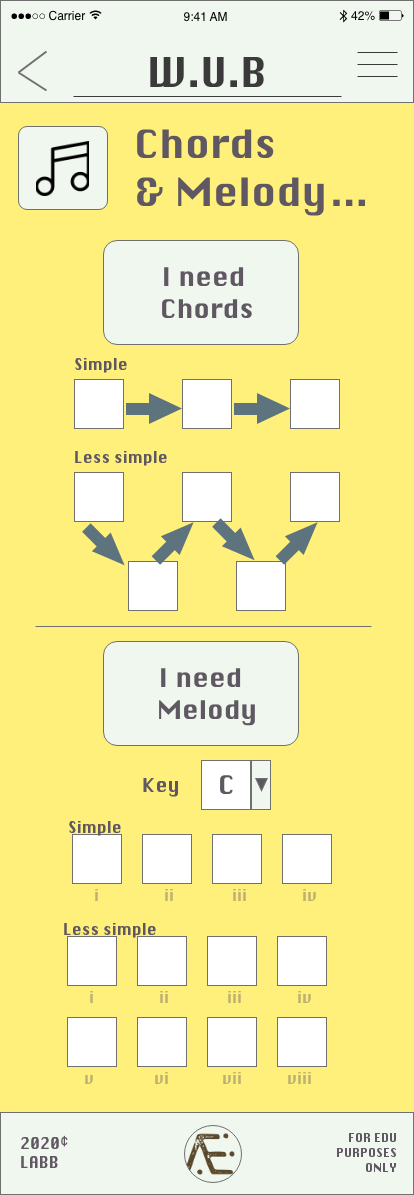 Carrier 9:41 AM 42%
W.U.B
Chords
& Melody...
I need
Chords
Simple
Less simple
I need
Melody
Key C
Simple
i ii iii iv
Less simple
i ii iii iv
v vi vii viii
2020¢
LABB
Æ
FOR EDU
PURPOSES
ONLY